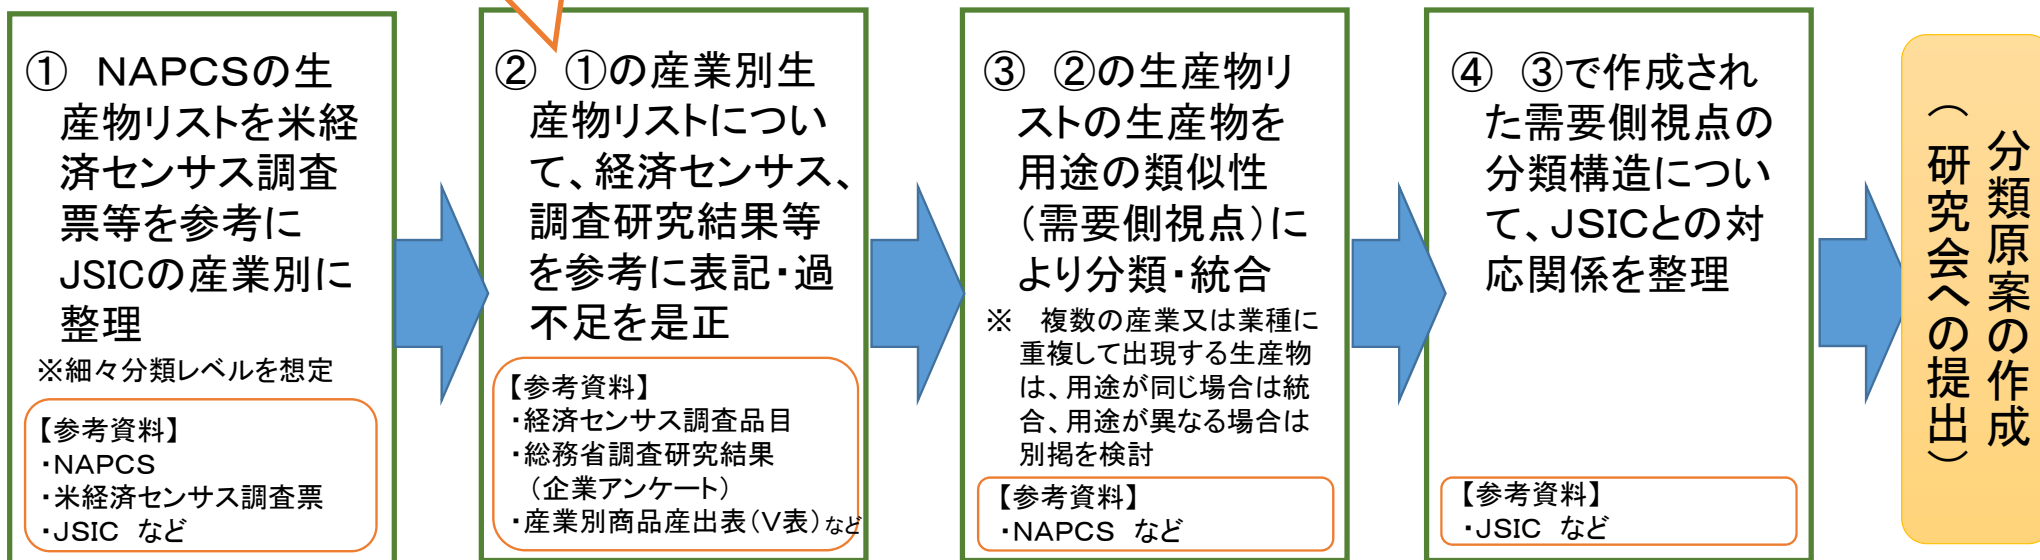 ① NAPCSの生
産物リストを米経
済センサス調査
票等を参考に
JSICの産業別に
整理
※細々分類レベルを想定
【参考資料】
・NAPCS
・米経済センサス調査票
・JSIC など
② ①の産業別生
産物リストについ
て、経済センサス、
調査研究結果等
を参考に表記・過
不足を是正
【参考資料】
・経済センサス調査品目
・総務省調査研究結果
（企業アンケート）
・産業別商品産出表（V表）など
③ ②の生産物リ
ストの生産物を
用途の類似性
（需要側視点）に
より分類・統合
※ 複数の産業又は業種に
重複して出現する生産物
は、用途が同じ場合は統
合、用途が異なる場合は
別掲を検討
【参考資料】
・NAPCS など
④ ③で作成され
た需要側視点の
分類構造につい
て、JSICとの対
応関係を整理
【参考資料】
・JSIC など
分類原案の作成
（研究会への提出）